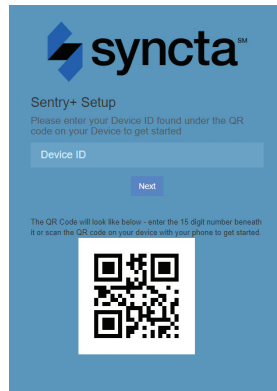 syncta℠
Sentry+ Setup
Please enter your Device ID found under the QR
code on your Device to get started
Device ID
Next
The QR Code will look like below - enter the 15 digit number beneath
it or scan the QR code on your device with your phone to get started.